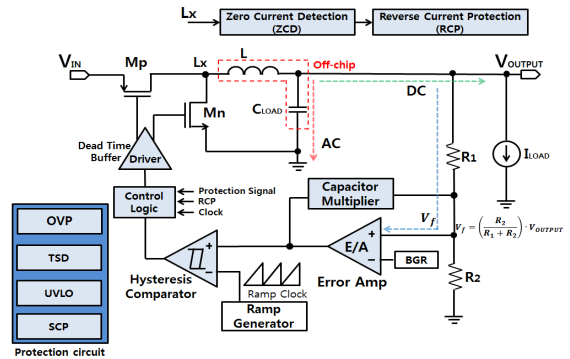 Lx
Zero Current Detection
(ZCD)
Reverse Current Protection
(RCP)
VIN
Mp
Lx
L
Off-chip
VOUTPUT
DC
Mn
CLOAD
AC
Dead Time
Buffer
Driver
R1
ILOAD
Control
Logic
Protection Signal
RCP
Clock
Capacitor
Multiplier
Vf
Vf = (R2 / (R1 + R2)) · VOUTPUT
OVP
TSD
UVLO
SCP
Protection circuit
+
−
Hysteresis
Comparator
Ramp Clock
Ramp
Generator
E/A
+
−
Error Amp
BGR
R2